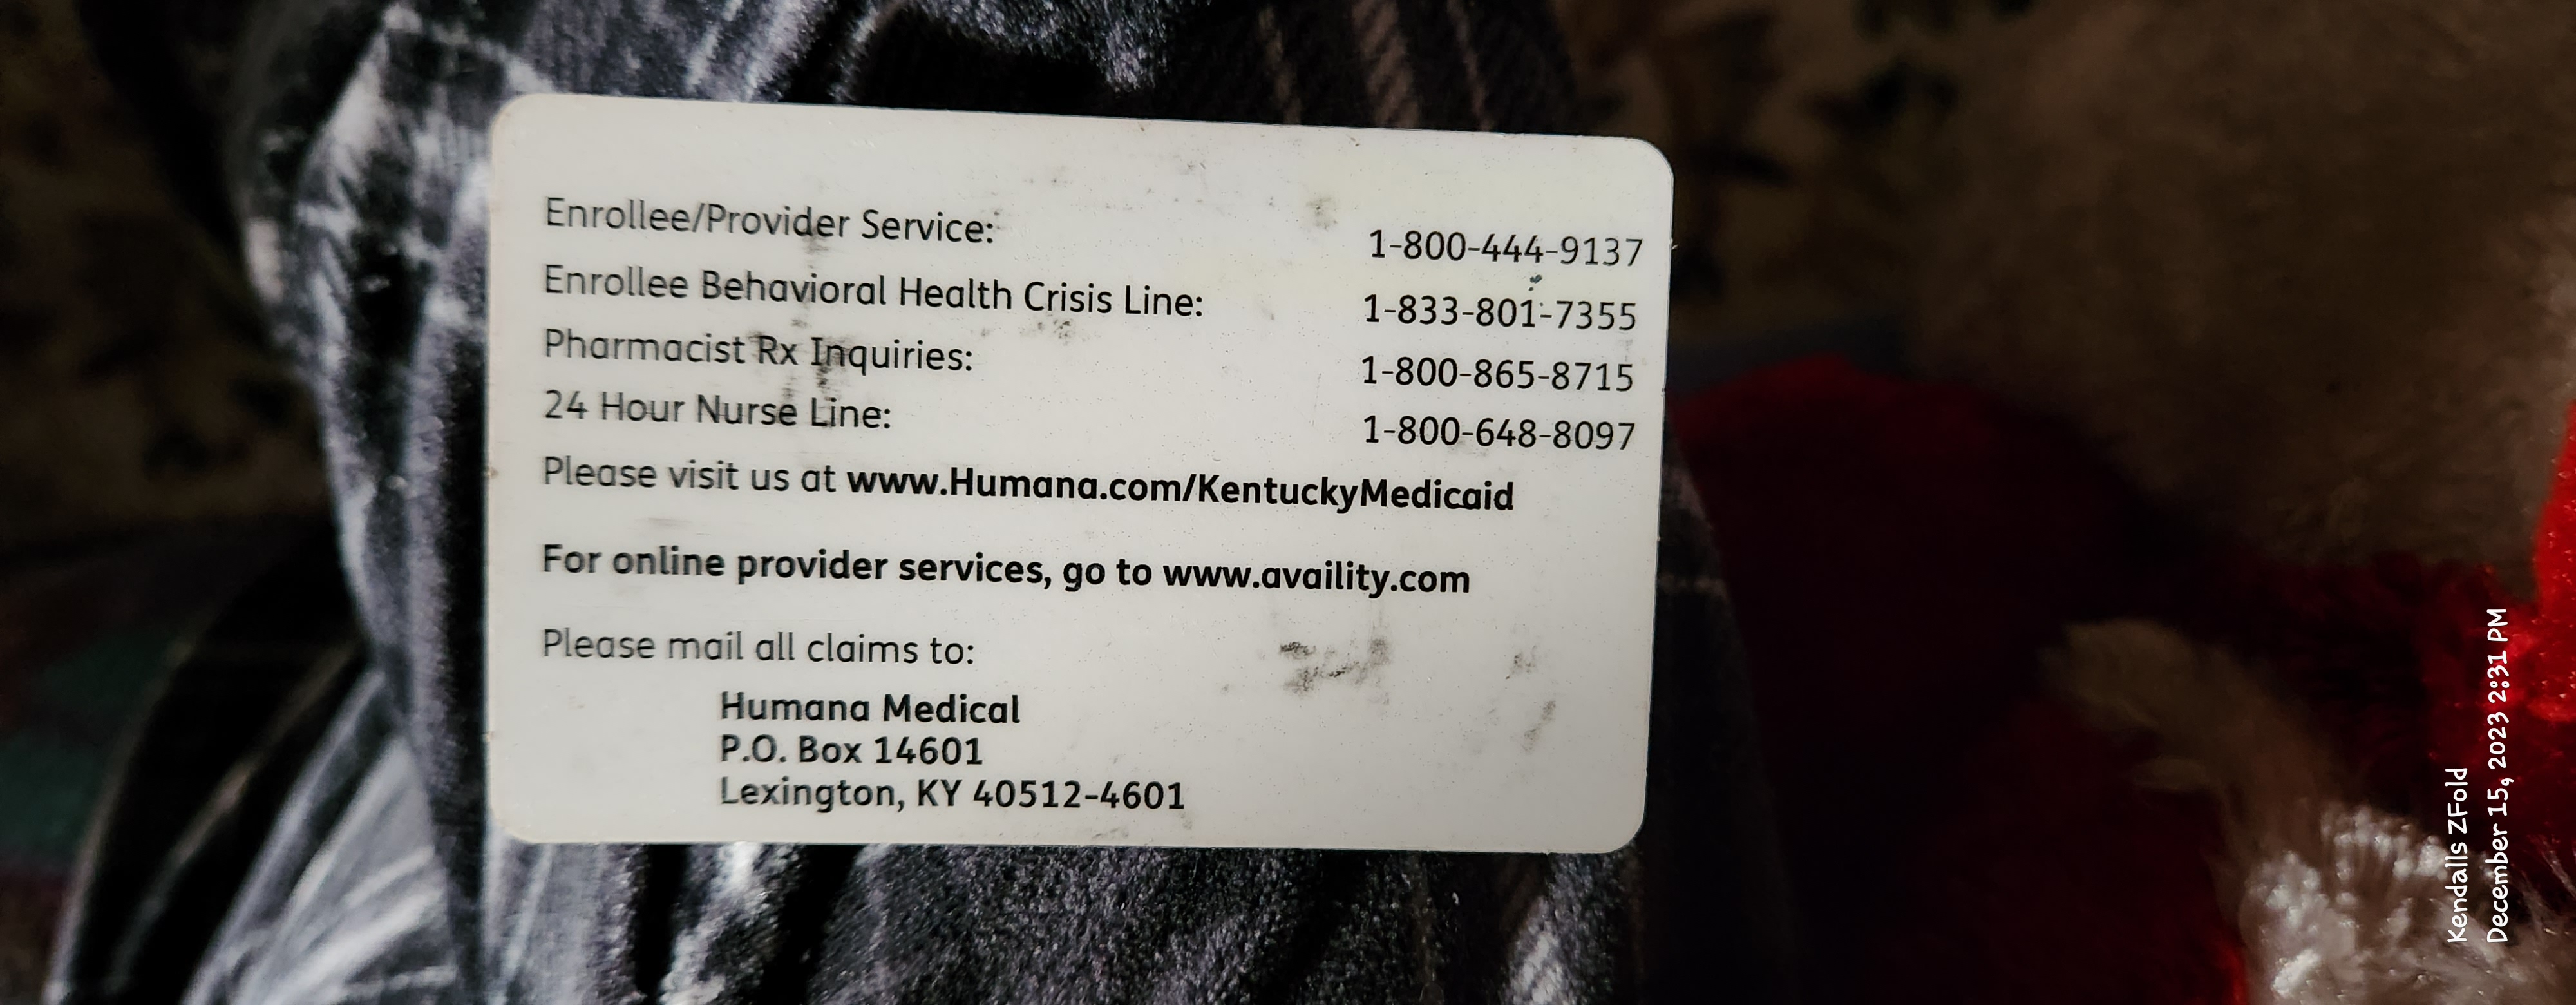 Enrollee/Provider Service: 1-800-444-9137
Enrollee Behavioral Health Crisis Line: 1-833-801-7355
Pharmacist Rx Inquiries: 1-800-865-8715
24 Hour Nurse Line: 1-800-648-8097
Please visit us at www.Humana.com/KentuckyMedicaid
For online provider services, go to www.availity.com
Please mail all claims to:
Humana Medical
P.O. Box 14601
Lexington, KY 40512-4601
Kendalls ZFold
December 15, 2023 2:31 PM